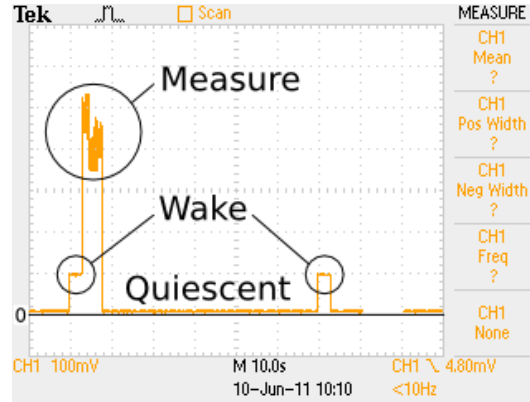 Tek Scan MEASURE
CH1
Mean
?
CH1
Pos Width
?
CH1
Neg Width
?
CH1
Freq
?
CH1
None
Measure
Wake
Quiescent
0
CH1 100mV M 10.0s CH1 4.80mV
10-Jun-11 10:10 <10Hz